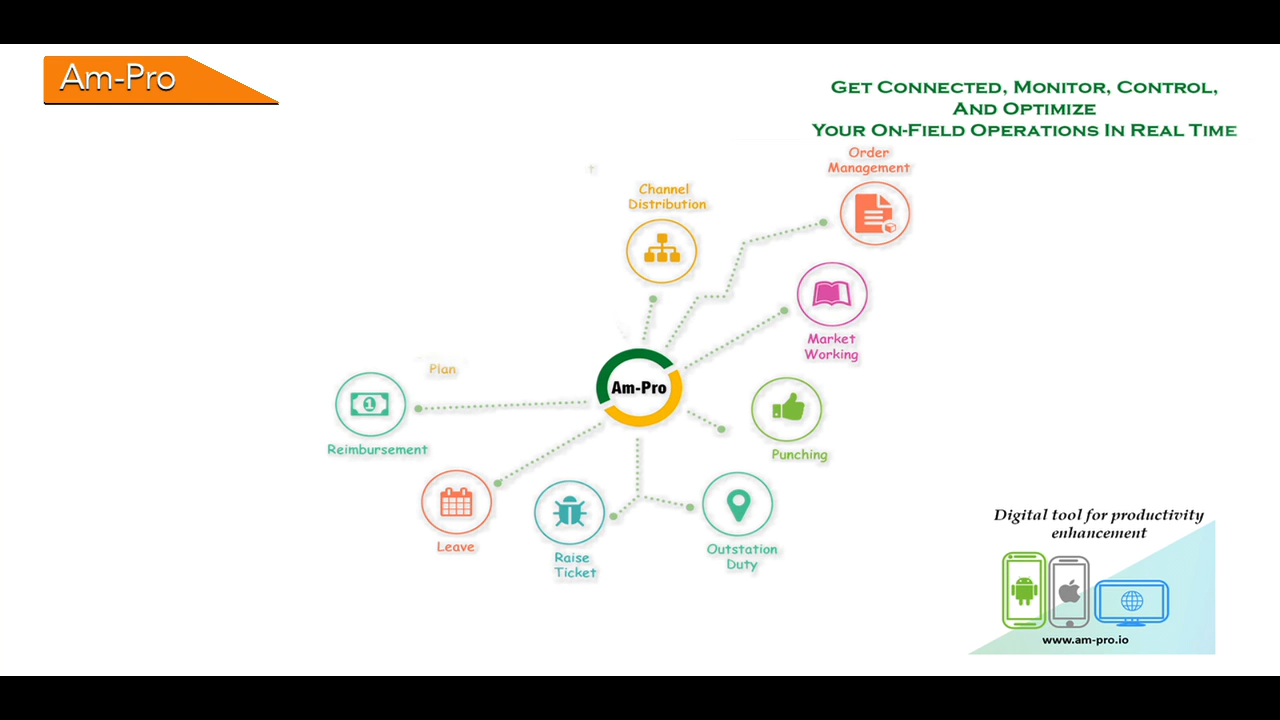 Am-Pro
GET CONNECTED, MONITOR, CONTROL,
AND OPTIMIZE
YOUR ON-FIELD OPERATIONS IN REAL TIME
Order
Management
Channel
Distribution
Market
Working
Plan
Am-Pro
1
Reimbursement
Punching
Leave
Raise
Ticket
Outstation
Duty
Digital tool for productivity
enhancement
www.am-pro.io